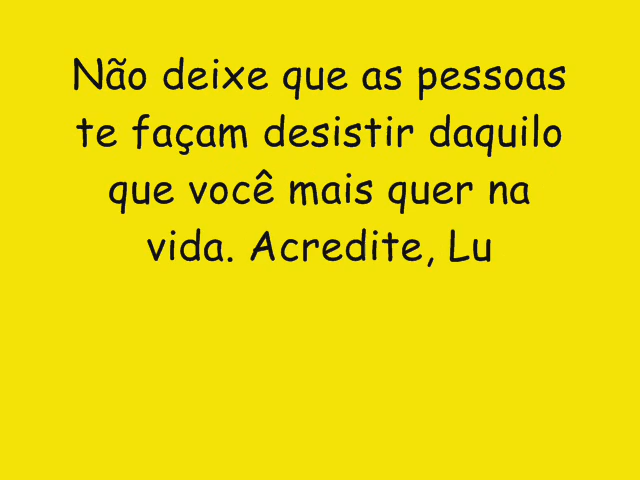 Não deixe que as pessoas
te façam desistir daquilo
que você mais quer na
vida. Acredite, Lu